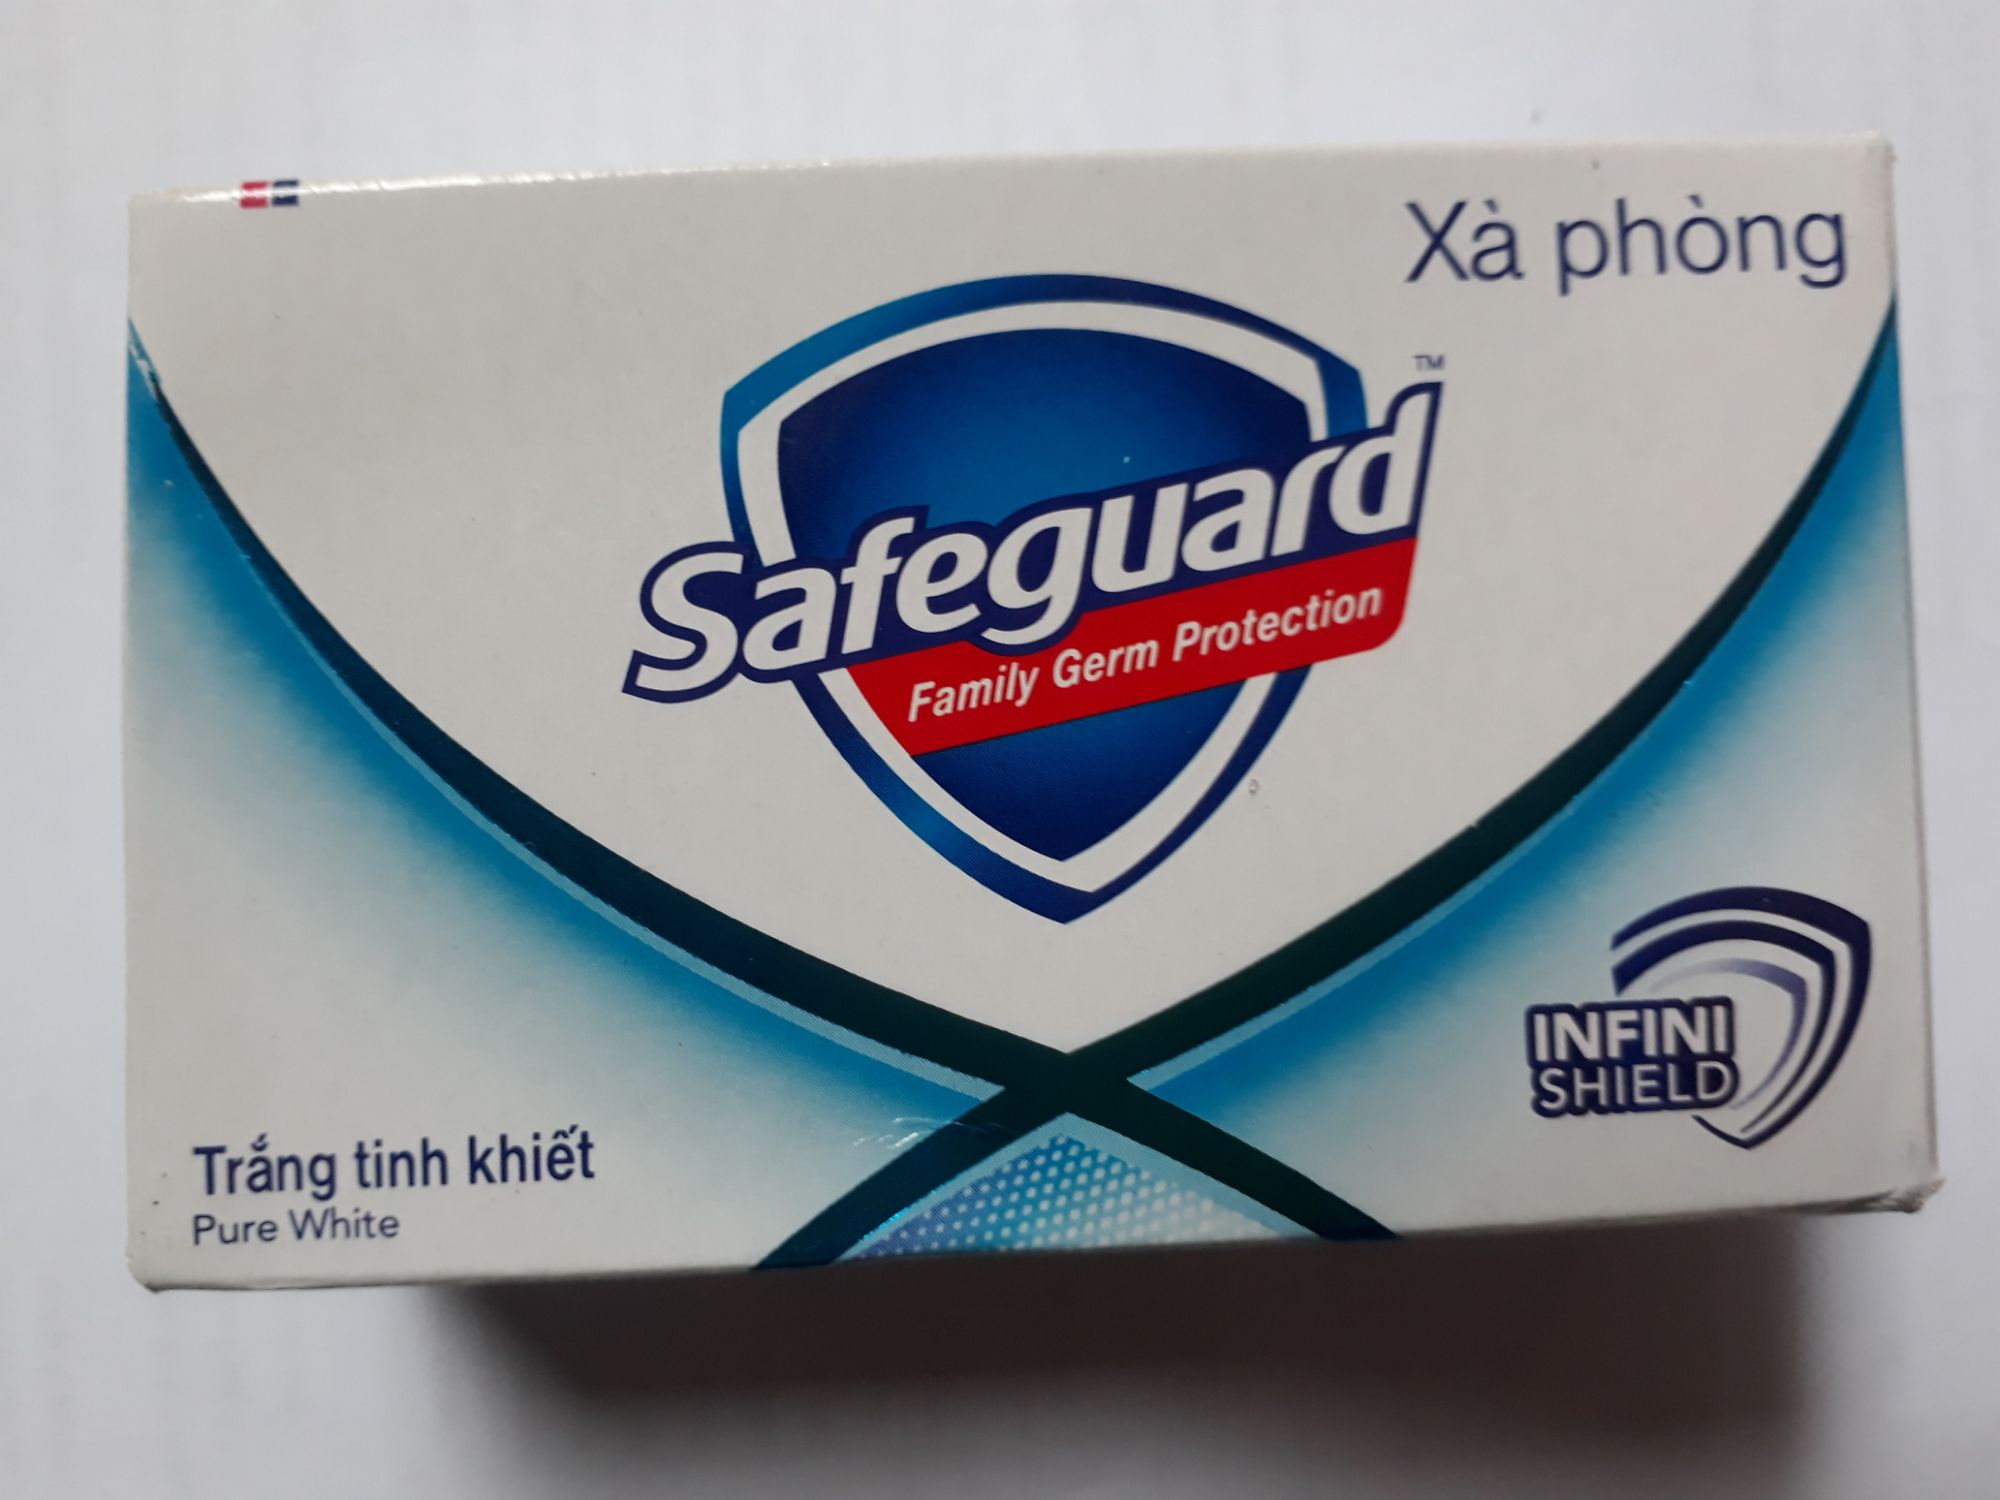 Xà phòng
Safeguard™
Family Germ Protection
INFINI
SHIELD
Trắng tinh khiết
Pure White